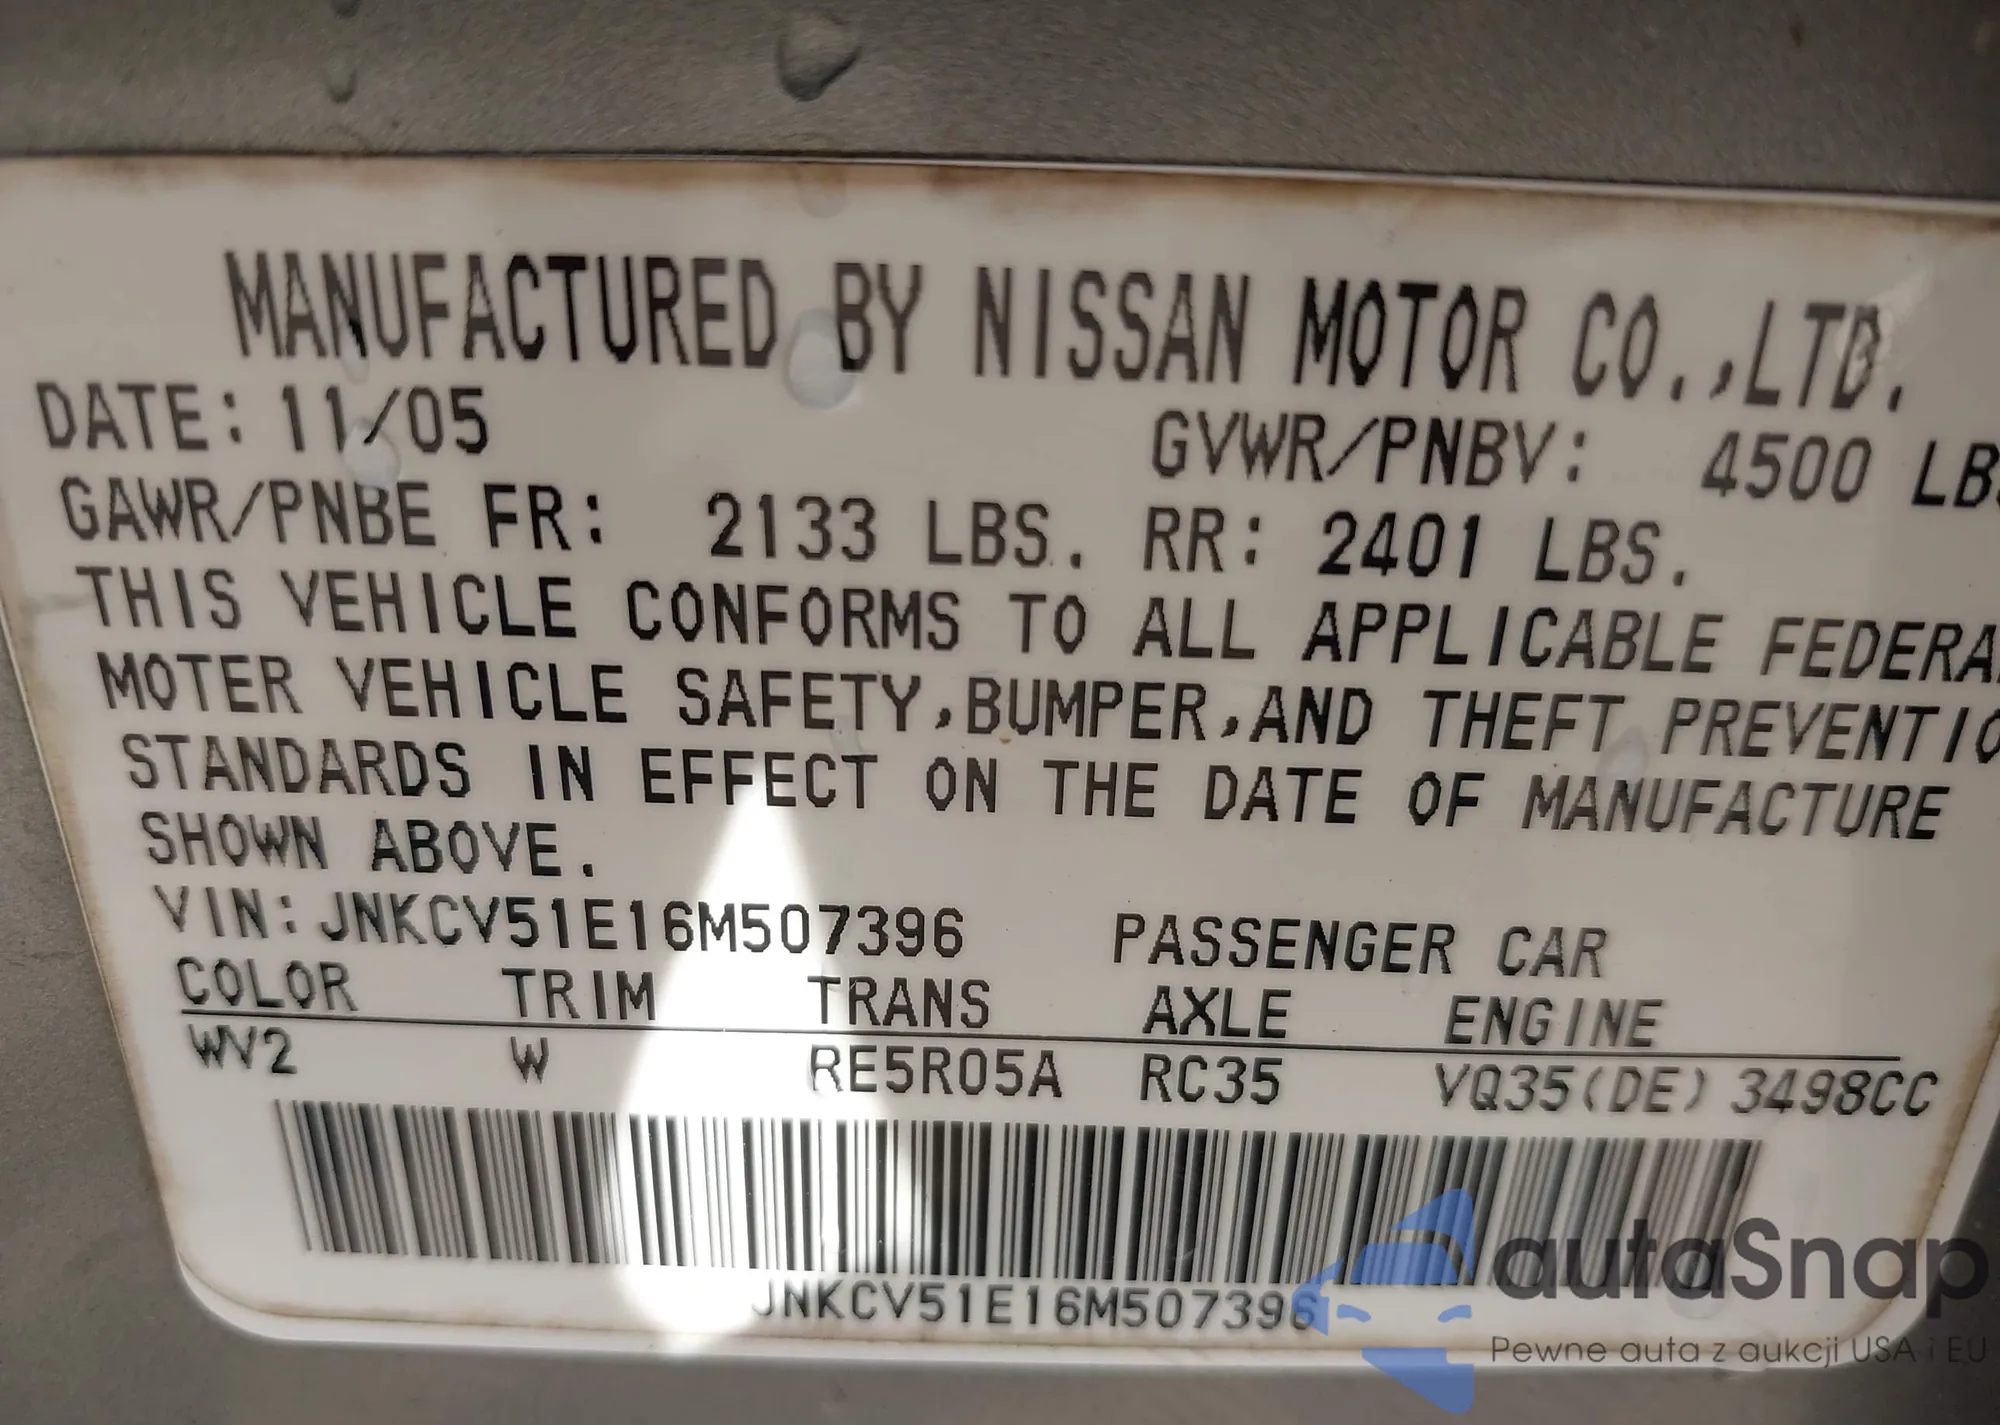 MANUFACTURED BY NISSAN MOTOR CO.,LTD.
DATE: 11/05 GVWR/PNBV: 4500 LBS
GAWR/PNBE FR: 2133 LBS. RR: 2401 LBS.
THIS VEHICLE CONFORMS TO ALL APPLICABLE FEDERA
MOTER VEHICLE SAFETY,BUMPER,AND THEFT PREVENTIO
STANDARDS IN EFFECT ON THE DATE OF MANUFACTURE
SHOWN ABOVE.
VIN: JNKCV51E16M507396 PASSENGER CAR
COLOR TRIM TRANS AXLE ENGINE
WV2 W RE5R05A RC35 VQ35(DE) 3498CC
JNKCV51E16M507396
autaSnap
Pewne auta z aukcji USA i EU